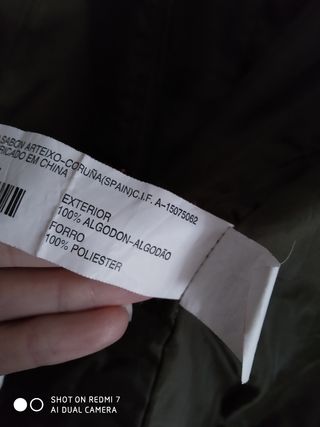 SABON ARTEIXO-CORUÑA(SPAIN)C.I.F. A-15075062
RICADO EM CHINA
EXTERIOR
100% ALGODON-ALGODÃO
FORRO
100% POLIESTER
SHOT ON REDMI 7
AI DUAL CAMERA